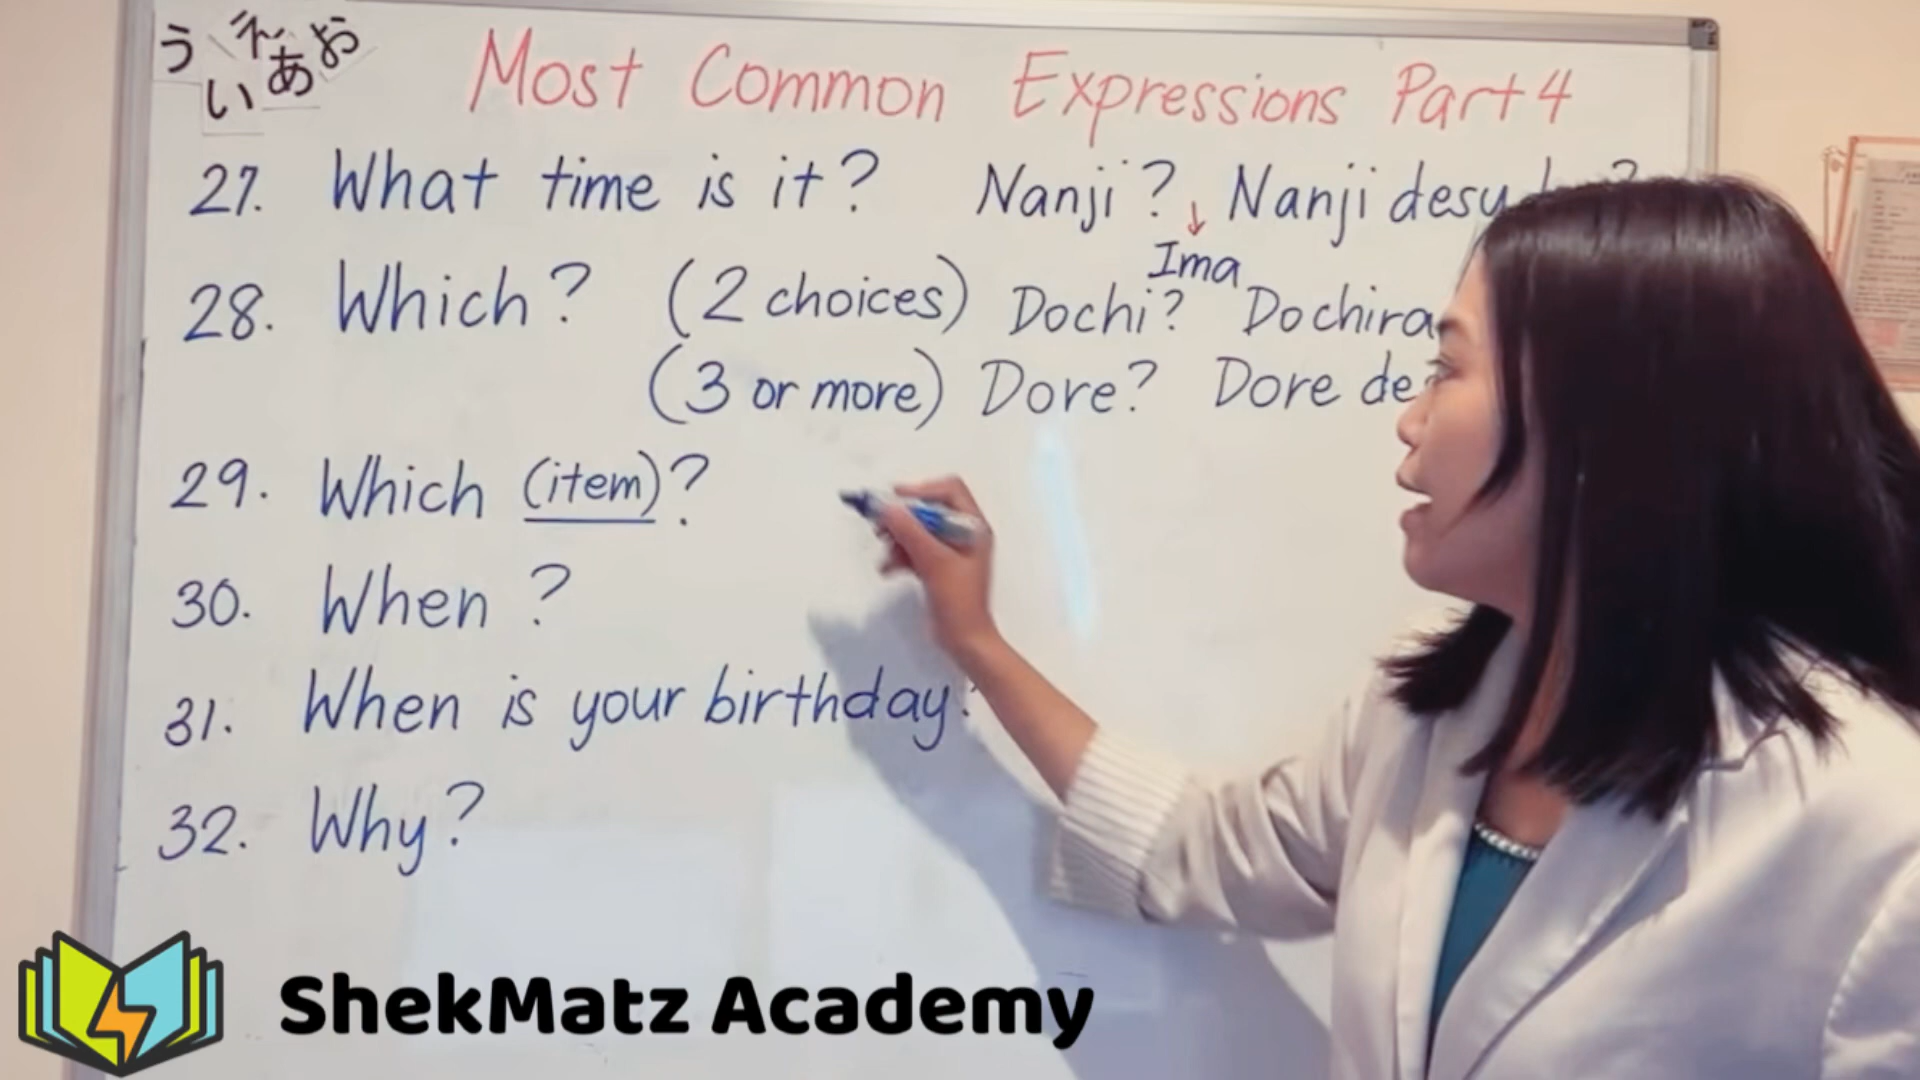 う え あ お
い
Most Common Expressions Part 4
27. What time is it? Nanji? Nanji desu
Ima
28. Which? (2 choices) Dochi? Dochira
(3 or more) Dore? Dore de
29. Which (item)?
30. When ?
31. When is your birthday?
32. Why?
ShekMatz Academy